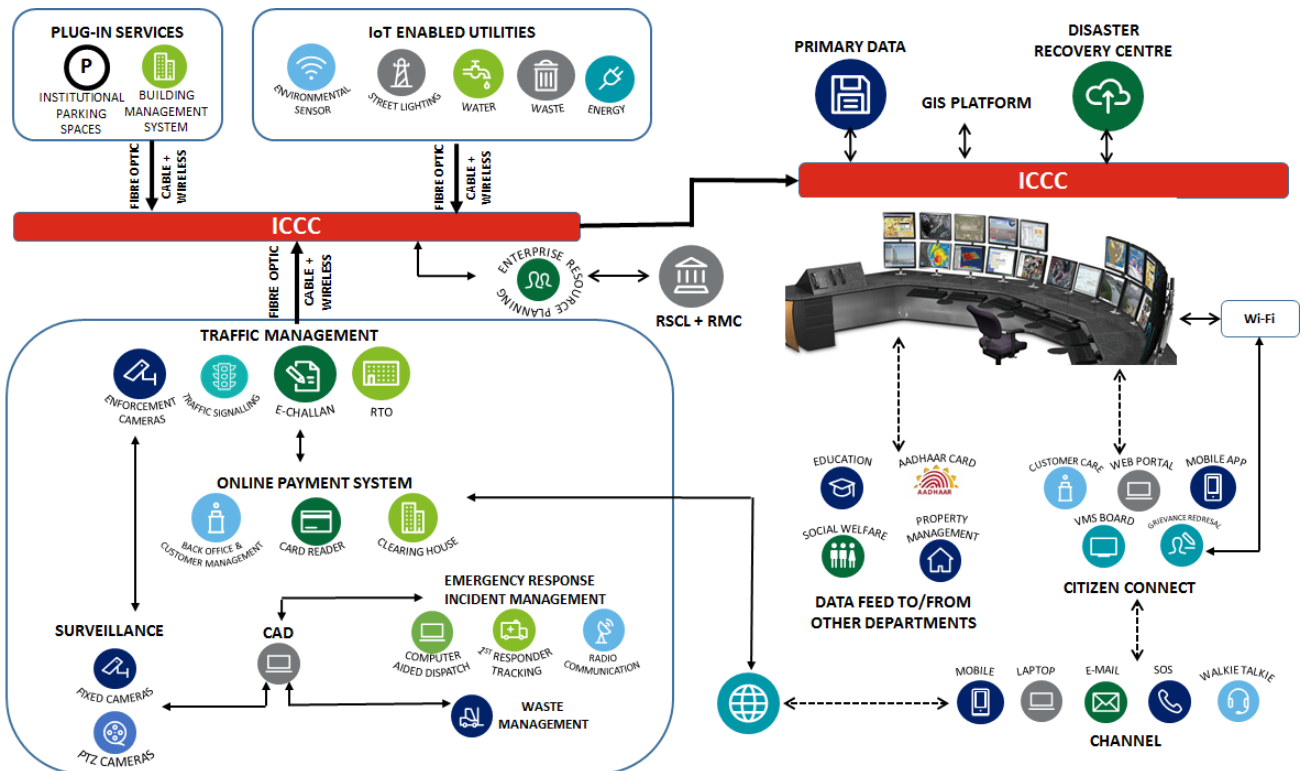 PLUG-IN SERVICES
P
INSTITUTIONAL
PARKING
SPACES
BUILDING
MANAGEMENT
SYSTEM
IoT ENABLED UTILITIES
ENVIRONMENTAL
SENSOR
STREET LIGHTING
WATER
WASTE
ENERGY
PRIMARY DATA
GIS PLATFORM
DISASTER
RECOVERY CENTRE
FIBRE OPTIC
CABLE +
WIRELESS
FIBRE OPTIC
CABLE +
WIRELESS
ICCC
ICCC
FIBRE OPTIC
CABLE +
WIRELESS
ENTERPRISE RESOURCE PLANNING
RSCL + RMC
Wi-Fi
TRAFFIC MANAGEMENT
ENFORCEMENT
CAMERAS
TRAFFIC SIGNALLING
E-CHALLAN
RTO
ONLINE PAYMENT SYSTEM
BACK OFFICE &
CUSTOMER MANAGEMENT
CARD READER
CLEARING HOUSE
EMERGENCY RESPONSE
INCIDENT MANAGEMENT
COMPUTER
AIDED DISPATCH
1ST RESPONDER
TRACKING
RADIO
COMMUNICATION
SURVEILLANCE
FIXED CAMERAS
PTZ CAMERAS
CAD
WASTE
MANAGEMENT
EDUCATION
AADHAAR CARD
AADHAAR
SOCIAL WELFARE
PROPERTY
MANAGEMENT
DATA FEED TO/FROM
OTHER DEPARTMENTS
CUSTOMER CARE
WEB PORTAL
MOBILE APP
VMS BOARD
GRIEVANCE REDRESAL
CITIZEN CONNECT
MOBILE
LAPTOP
E-MAIL
SOS
WALKIE TALKIE
CHANNEL